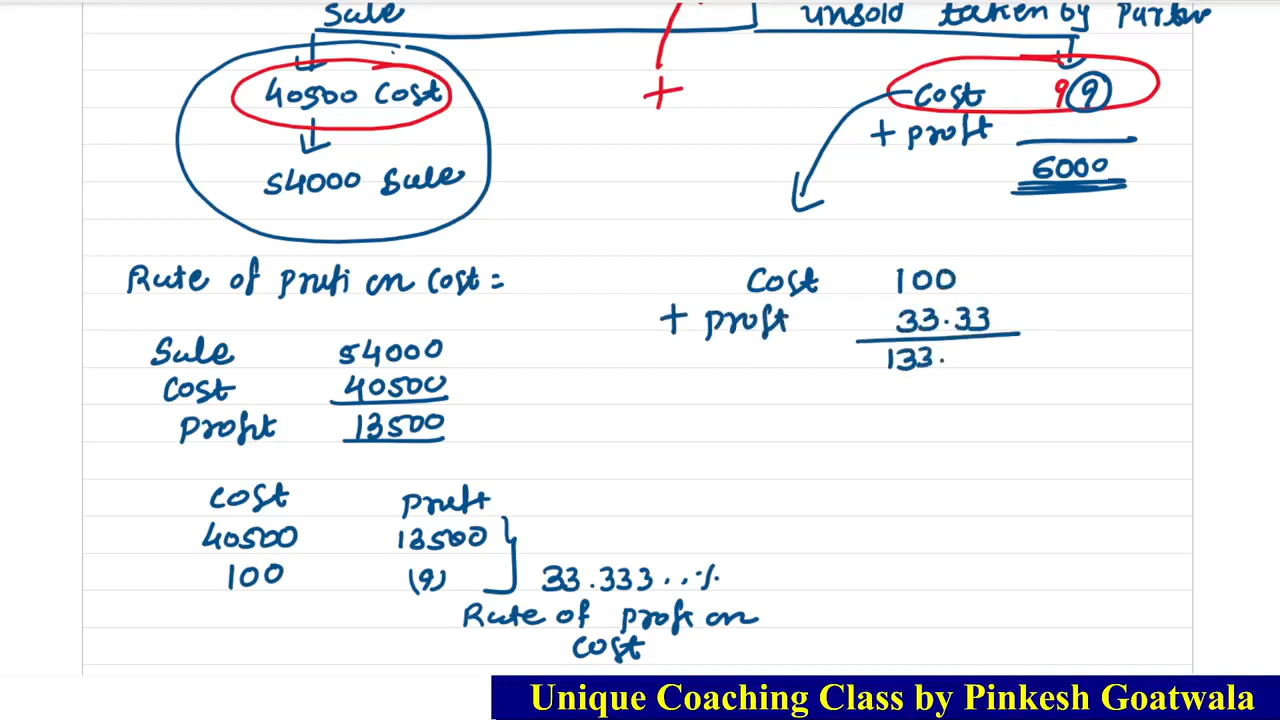 Sale unsold taken by Partner
40500 Cost + Cost ? (?)
+ profit
54000 Sale 6000
Rate of profi on Cost = Cost 100
+ profit 33.33
Sale 54000 133.
Cost 40500
Profit 13500
Cost profit
40500 13500
100 (?) 33.333...%
Rate of profit on
Cost
Unique Coaching Class by Pinkesh Goatwala